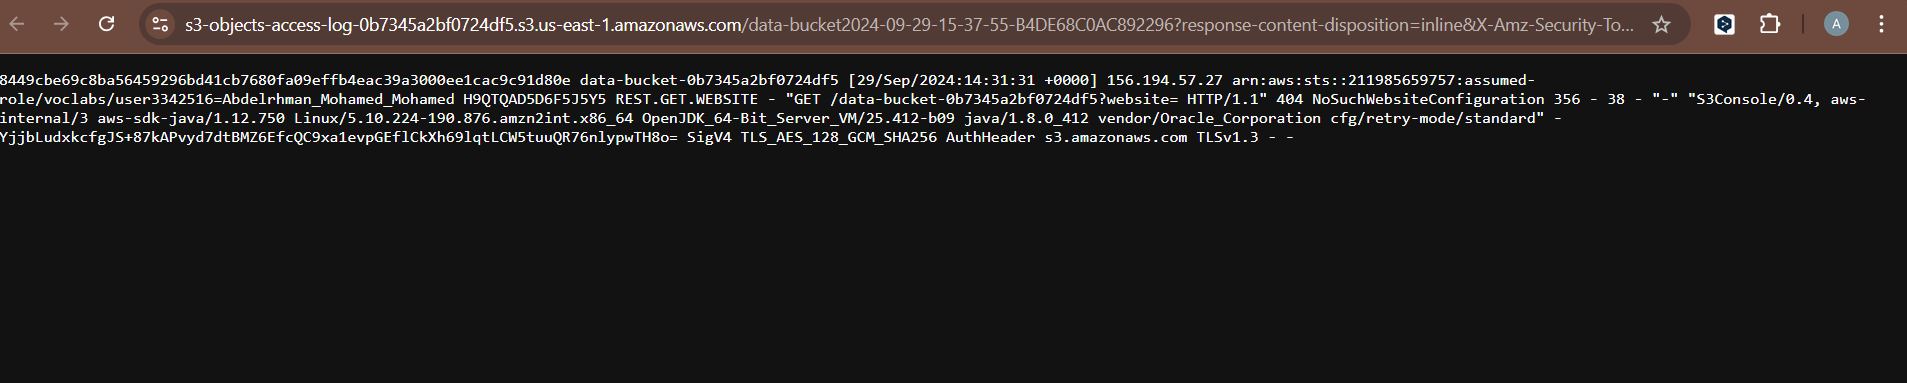 s3-objects-access-log-0b7345a2bf0724df5.s3.us-east-1.amazonaws.com/data-bucket2024-09-29-15-37-55-B4DE68C0AC892296?response-content-disposition=inline&X-Amz-Security-To...
A
8449cbe69c8ba56459296bd41cb7680fa09effb4eac39a3000ee1cac9c91d80e data-bucket-0b7345a2bf0724df5 [29/Sep/2024:14:31:31 +0000] 156.194.57.27 arn:aws:sts::211985659757:assumed-
role/voclabs/user3342516=Abdelrhman_Mohamed_Mohamed H9QTQAD5D6F5J5Y5 REST.GET.WEBSITE - "GET /data-bucket-0b7345a2bf0724df5?website= HTTP/1.1" 404 NoSuchWebsiteConfiguration 356 - 38 - "-" "S3Console/0.4, aws-
internal/3 aws-sdk-java/1.12.750 Linux/5.10.224-190.876.amzn2int.x86_64 OpenJDK_64-Bit_Server_VM/25.412-b09 java/1.8.0_412 vendor/Oracle_Corporation cfg/retry-mode/standard" -
YjjbLudxkcfgJS+87kAPvyd7dtBMZ6EfcQC9xa1evpGEflCkXh69lqtLCW5tuuQR76nlypwTH8o= SigV4 TLS_AES_128_GCM_SHA256 AuthHeader s3.amazonaws.com TLSv1.3 - -